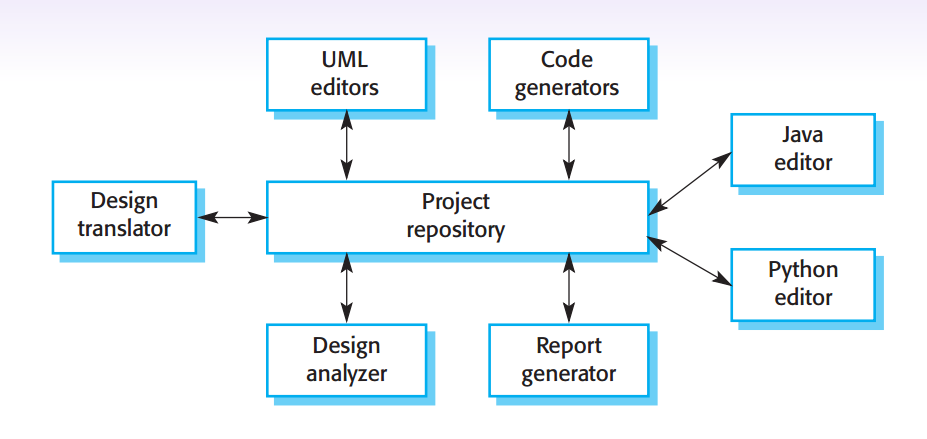 UML
editors
Code
generators
Java
editor
Design
translator
Project
repository
Python
editor
Design
analyzer
Report
generator